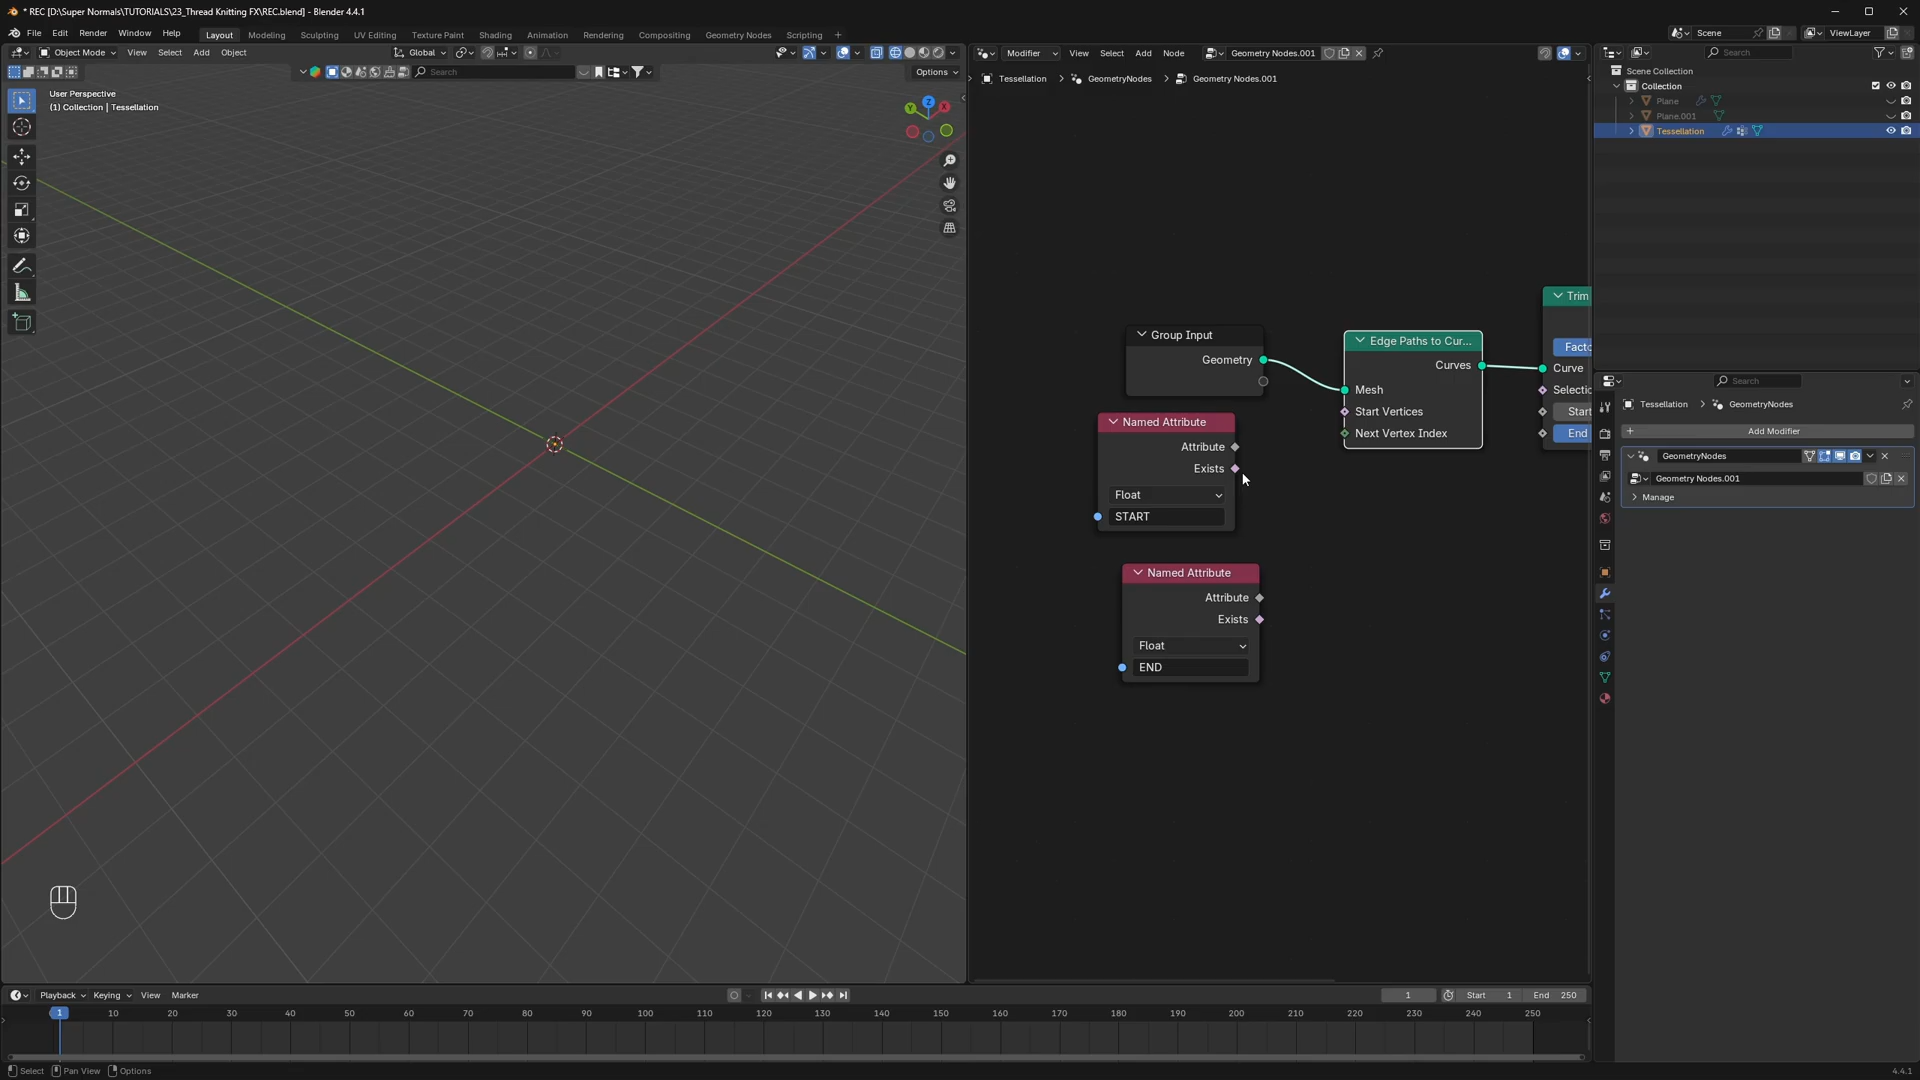 * REC [D:\Super Normals\TUTORIALS\23_Thread Knitting FX\REC.blend] - Blender 4.4.1
File Edit Render Window Help
Layout Modeling Sculpting UV Editing Texture Paint Shading Animation Rendering Compositing Geometry Nodes Scripting +
Scene
ViewLayer
Object Mode View Select Add Object
Global
Modifier View Select Add Node
Geometry Nodes.001
Search
Search
Options
Tessellation > GeometryNodes > Geometry Nodes.001
User Perspective
(1) Collection | Tessellation
Z
Y
X
Scene Collection
Collection
Plane
Plane.001
Tessellation
Group Input
Geometry
Edge Paths to Cur...
Curves
Mesh
Start Vertices
Next Vertex Index
Trim
Facto
Curve
Selectic
Start
End
Named Attribute
Attribute
Exists
Float
START
Named Attribute
Attribute
Exists
Float
END
Search
Tessellation > GeometryNodes
+ Add Modifier
GeometryNodes
Geometry Nodes.001
Manage
Playback Keying View Marker
1
Start 1
End 250
1 10 20 30 40 50 60 70 80 90 100 110 120 130 140 150 160 170 180 190 200 210 220 230 240 250
Select Pan View Options
4.4.1